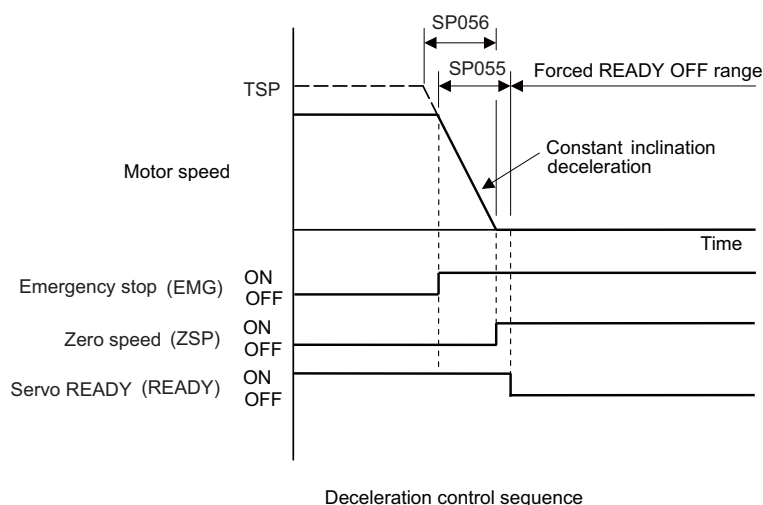 SP056
SP055
Forced READY OFF range
TSP
Constant inclination
deceleration
Motor speed
Time
Emergency stop (EMG)
ON
OFF
Zero speed (ZSP)
ON
OFF
Servo READY (READY)
ON
OFF
Deceleration control sequence